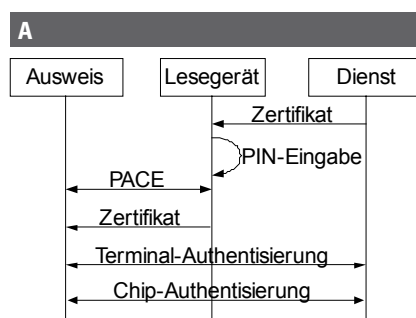 A
Ausweis Lesegerät Dienst
Zertifikat
PIN-Eingabe
PACE
Zertifikat
Terminal-Authentisierung
Chip-Authentisierung